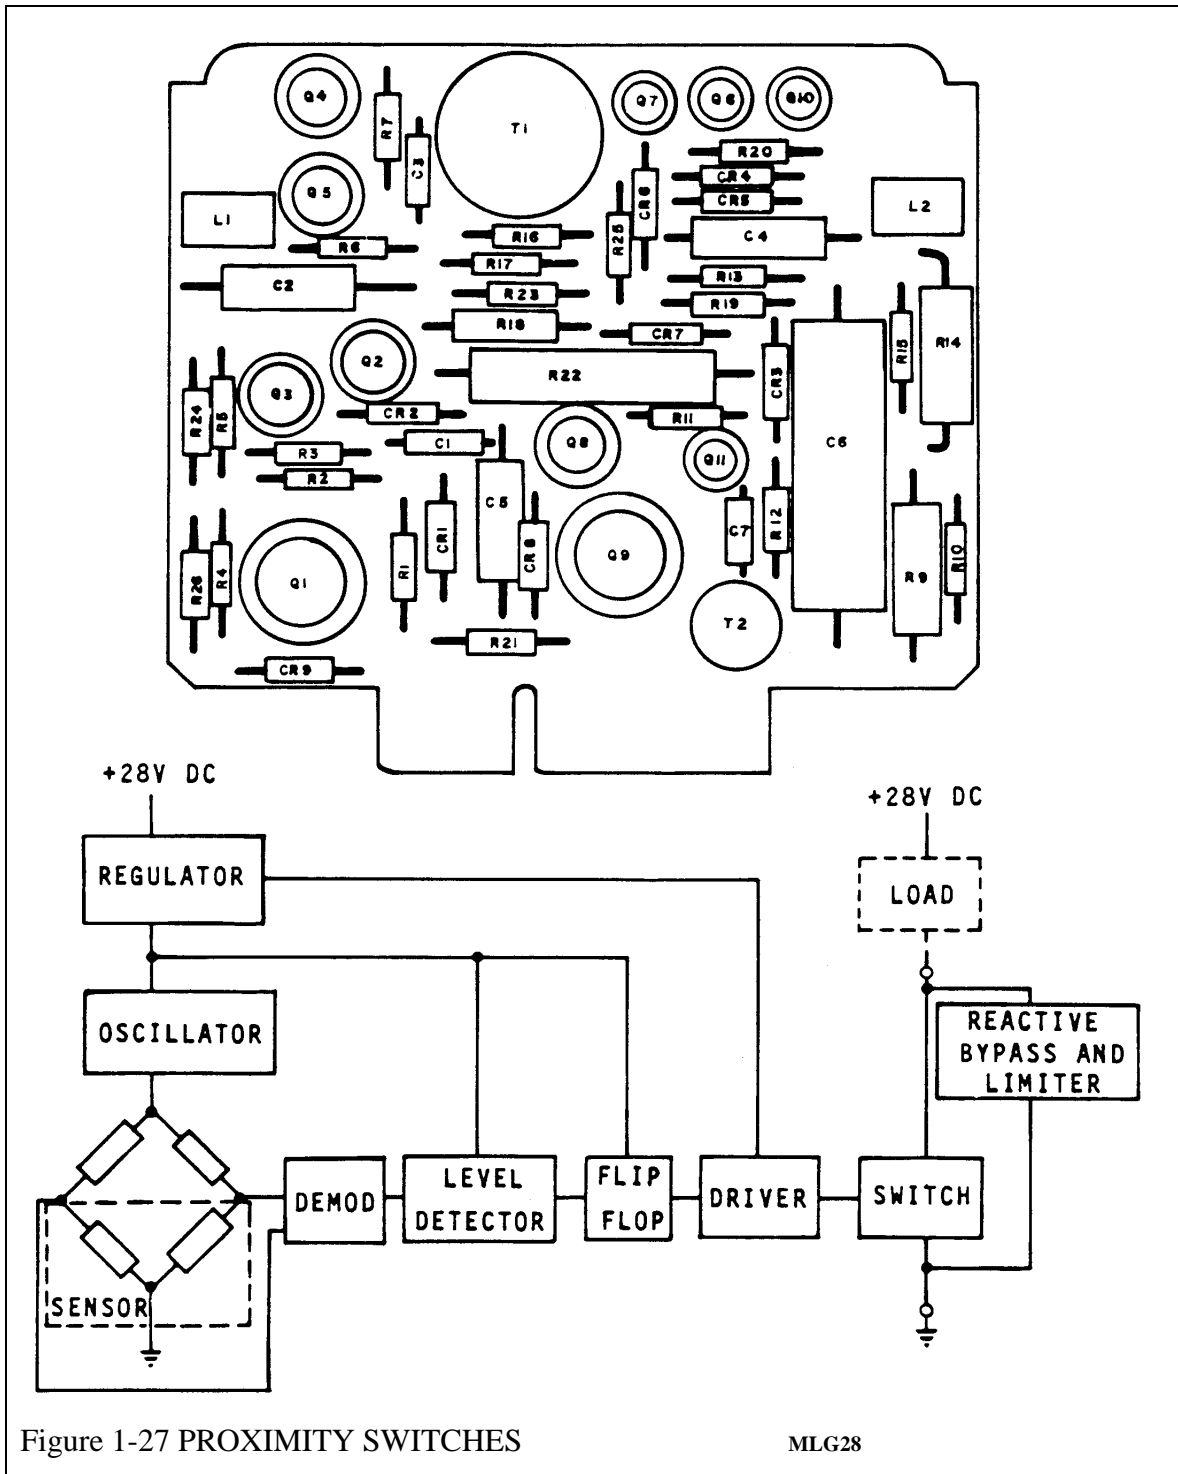 Q4
R7
C3
T1
Q7
Q6
Q10
R20
CR4
CR5
CR6
R25
C4
L2
L1
Q5
R6
C2
R16
R17
R23
R18
R13
R19
CR7
R22
CR3
R15
R14
C6
Q2
Q3
CR2
R24
R5
R3
R2
C1
Q8
R11
Q11
C5
CR8
CR1
R1
Q9
C7
R12
T2
R9
R10
R26
R4
Q1
R21
CR9
+28V DC
REGULATOR
OSCILLATOR
SENSOR
DEMOD
LEVEL
DETECTOR
FLIP
FLOP
DRIVER
SWITCH
+28V DC
LOAD
REACTIVE
BYPASS AND
LIMITER
Figure 1-27 PROXIMITY SWITCHES
MLG28